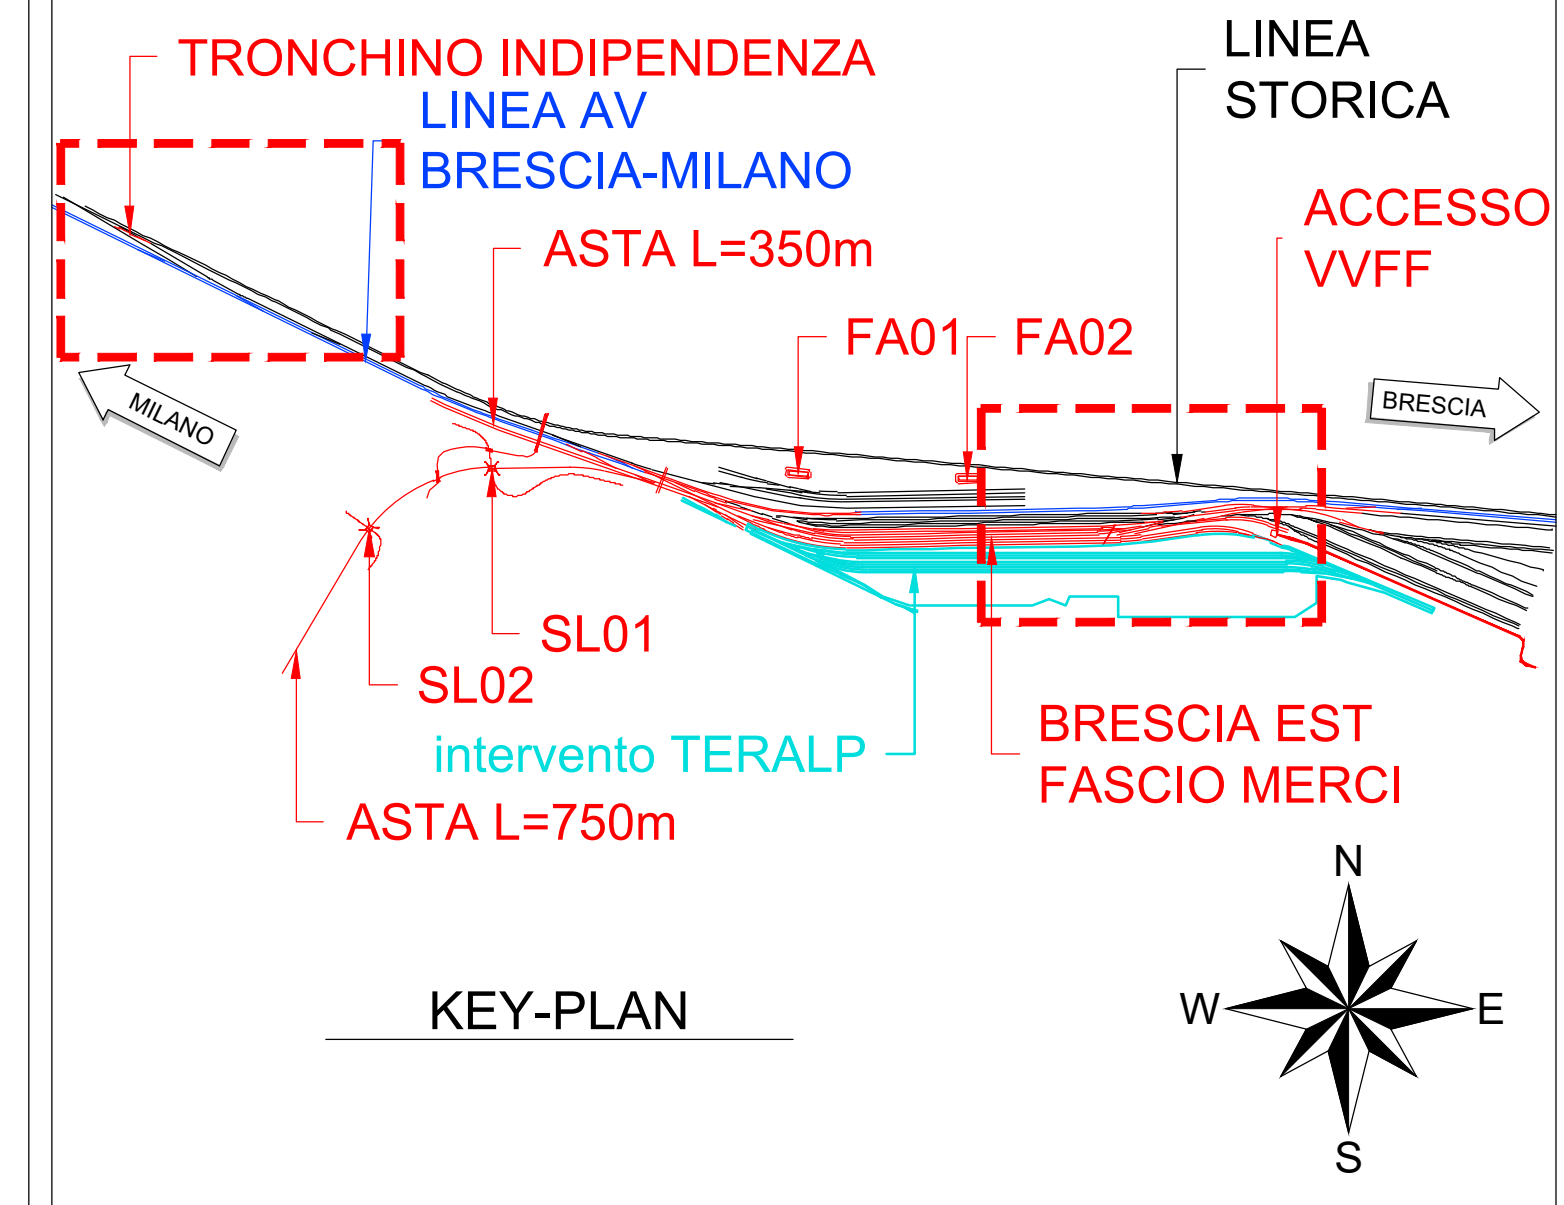 TRONCHINO INDIPENDENZA
LINEA AV
BRESCIA-MILANO
LINEA
STORICA
ACCESSO
VVFF
ASTA L=350m
FA01
FA02
MILANO
BRESCIA
SL01
SL02
intervento TERALP
BRESCIA EST
FASCIO MERCI
ASTA L=750m
KEY-PLAN
N
W
E
S